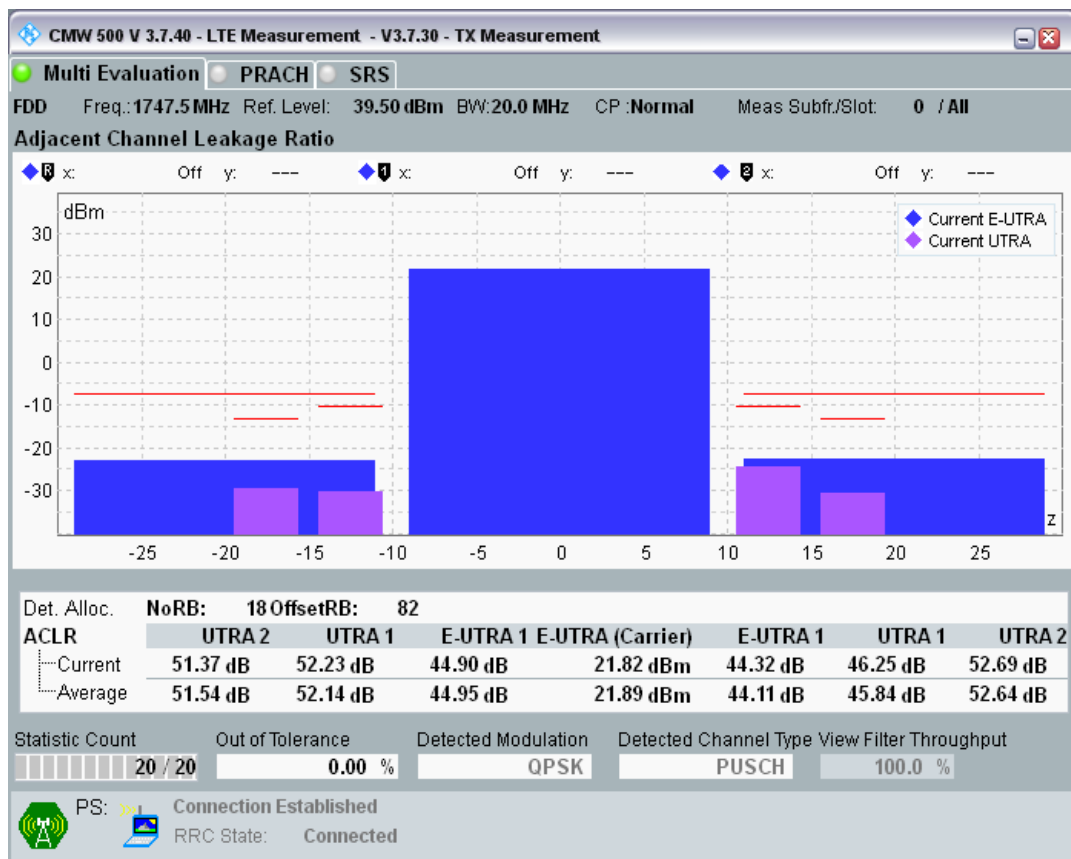 CMW 500 V 3.7.40 - LTE Measurement - V3.7.30 - TX Measurement
Multi Evaluation PRACH SRS
FDD Freq.:1747.5 MHz Ref. Level: 39.50 dBm BW:20.0 MHz CP :Normal Meas Subfr./Slot: 0 / All
Adjacent Channel Leakage Ratio
R x: Off y: --- 1 x: Off y: --- 2 x: Off y: ---
dBm
Current E-UTRA
Current UTRA
30
20
10
0
-10
-20
-30
z
-25 -20 -15 -10 -5 0 5 10 15 20 25
Det. Alloc. NoRB: 18 OffsetRB: 82
ACLR UTRA 2 UTRA 1 E-UTRA 1 E-UTRA (Carrier) E-UTRA 1 UTRA 1 UTRA 2
Current 51.37 dB 52.23 dB 44.90 dB 21.82 dBm 44.32 dB 46.25 dB 52.69 dB
Average 51.54 dB 52.14 dB 44.95 dB 21.89 dBm 44.11 dB 45.84 dB 52.64 dB
Statistic Count Out of Tolerance Detected Modulation Detected Channel Type View Filter Throughput
20 / 20 0.00 % QPSK PUSCH 100.0 %
PS: Connection Established
RRC State: Connected